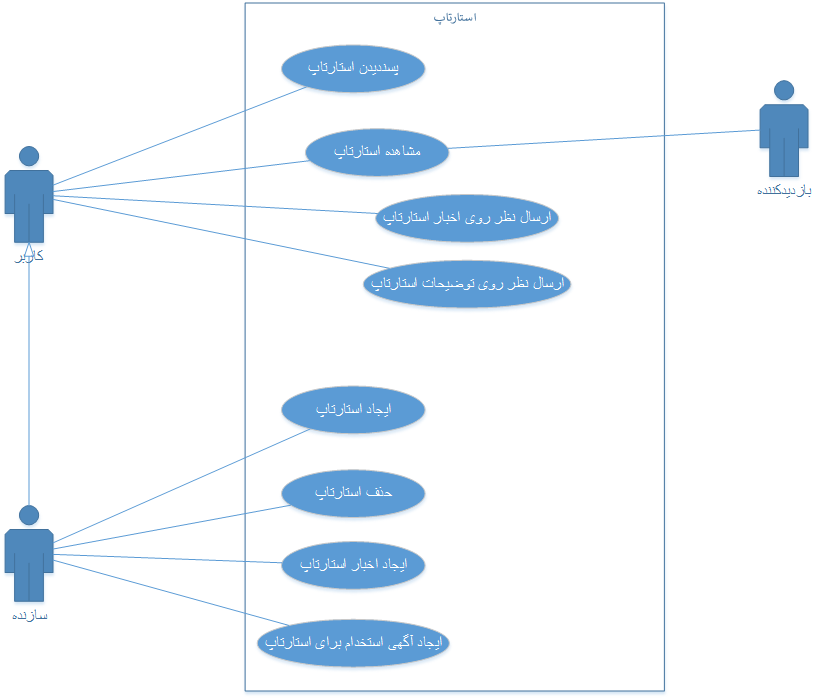 استارتاپ
پسندیدن استارتاپ
مشاهده استارتاپ
بازدیدکننده
ارسال نظر روی اخبار استارتاپ
کاربر
ارسال نظر روی توضیحات استارتاپ
ایجاد استارتاپ
حذف استارتاپ
ایجاد اخبار استارتاپ
سازنده
ایجاد آگهی استخدام برای استارتاپ